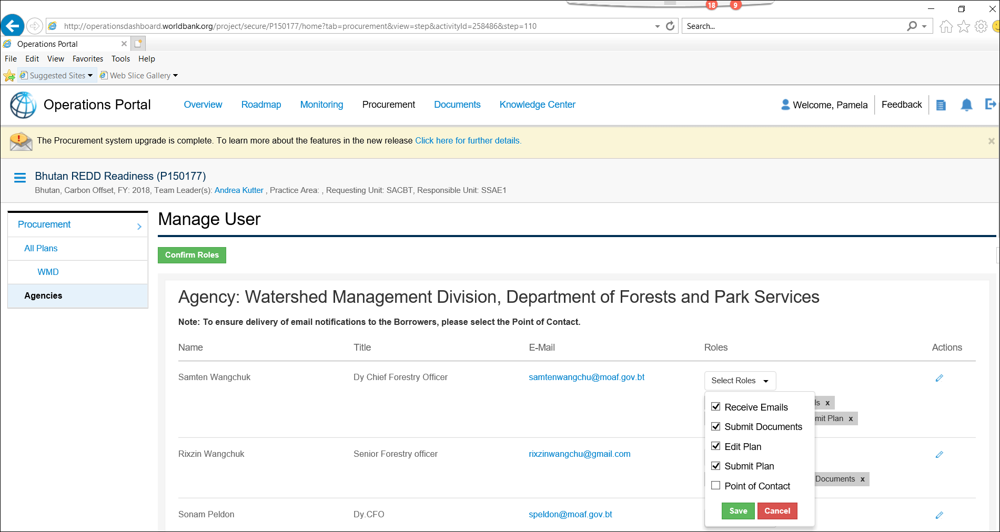 18 9
http://operationsdashboard.worldbank.org/project/secure/P150177/home?tab=procurement&view=step&activityId=258486&step=110
Search...
Operations Portal
File Edit View Favorites Tools Help
Suggested Sites Web Slice Gallery
Operations Portal Overview Roadmap Monitoring Procurement Documents Knowledge Center Welcome, Pamela Feedback
The Procurement system upgrade is complete. To learn more about the features in the new release Click here for further details.
Bhutan REDD Readiness (P150177)
Bhutan, Carbon Offset, FY: 2018, Team Leader(s): Andrea Kutter , Practice Area: , Requesting Unit: SACBT, Responsible Unit: SSAE1
Procurement
All Plans
WMD
Agencies
Manage User
Confirm Roles
Agency: Watershed Management Division, Department of Forests and Park Services
Note: To ensure delivery of email notifications to the Borrowers, please select the Point of Contact.
Name Title E-Mail Roles Actions
Samten Wangchuk Dy Chief Forestry Officer samtenwangchu@moaf.gov.bt Select Roles
Receive Emails ls x
mit Plan x
Submit Documents
Edit Plan
Rixzin Wangchuk Senior Forestry officer rixzinwangchu@gmail.com
Submit Plan
Documents x
Point of Contact
Save Cancel
Sonam Peldon Dy.CFO speldon@moaf.gov.bt